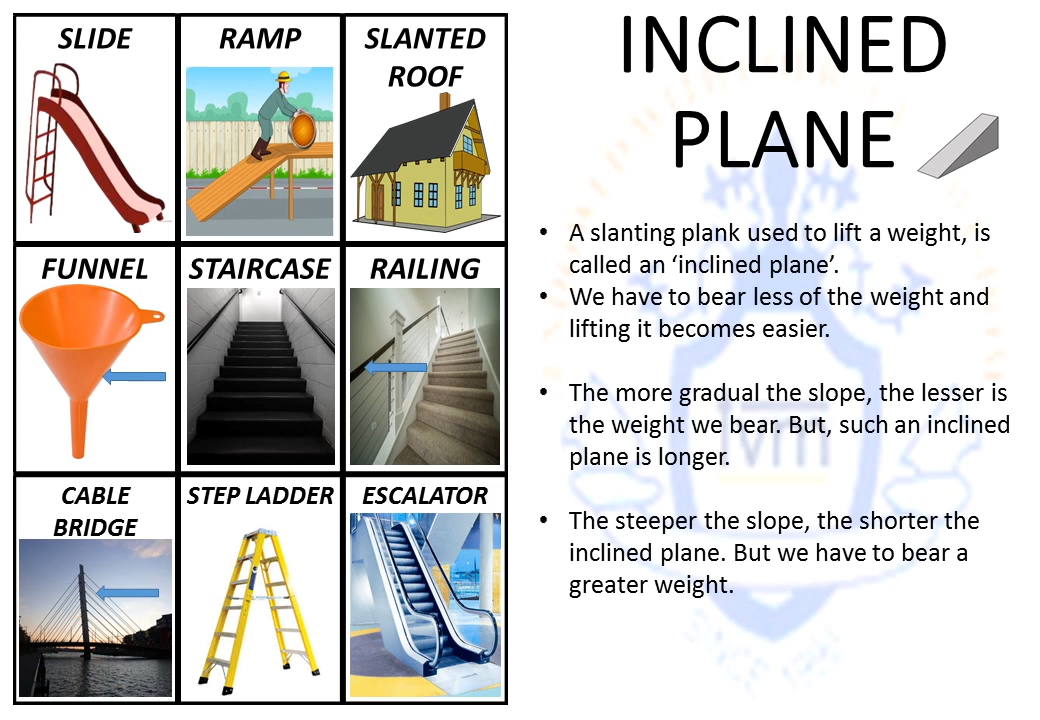 SLIDE
RAMP
SLANTED
ROOF
FUNNEL
STAIRCASE
RAILING
CABLE
BRIDGE
STEP LADDER
ESCALATOR
INCLINED
PLANE
• A slanting plank used to lift a weight, is
called an ‘inclined plane’.
• We have to bear less of the weight and
lifting it becomes easier.
• The more gradual the slope, the lesser is
the weight we bear. But, such an inclined
plane is longer.
• The steeper the slope, the shorter the
inclined plane. But we have to bear a
greater weight.